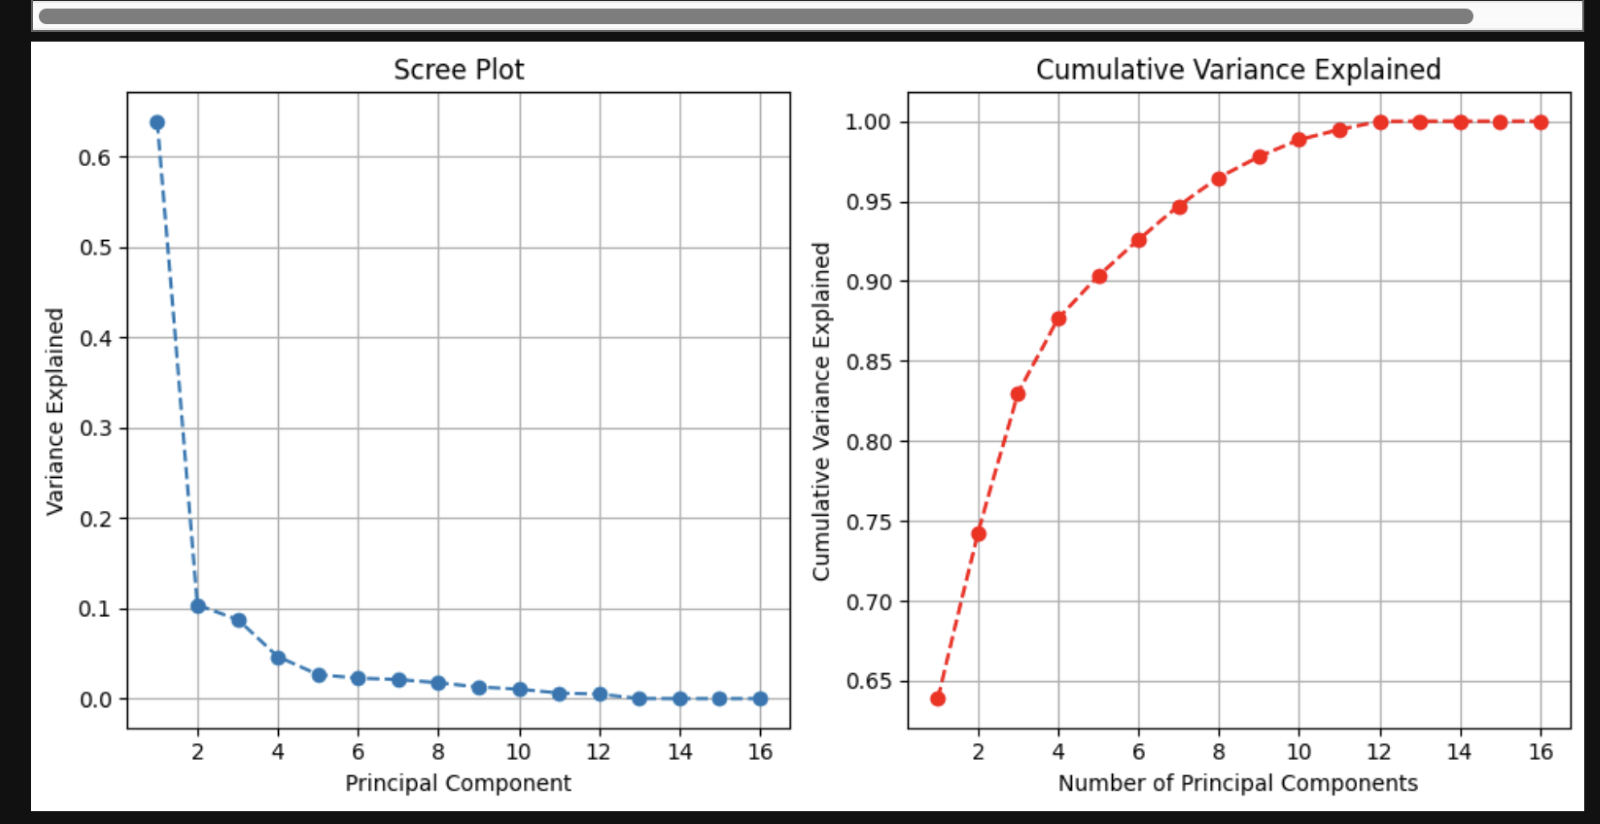 Scree Plot
Variance Explained
0.6
0.5
0.4
0.3
0.2
0.1
0.0
2 4 6 8 10 12 14 16
Principal Component
Cumulative Variance Explained
Cumulative Variance Explained
1.00
0.95
0.90
0.85
0.80
0.75
0.70
0.65
2 4 6 8 10 12 14 16
Number of Principal Components